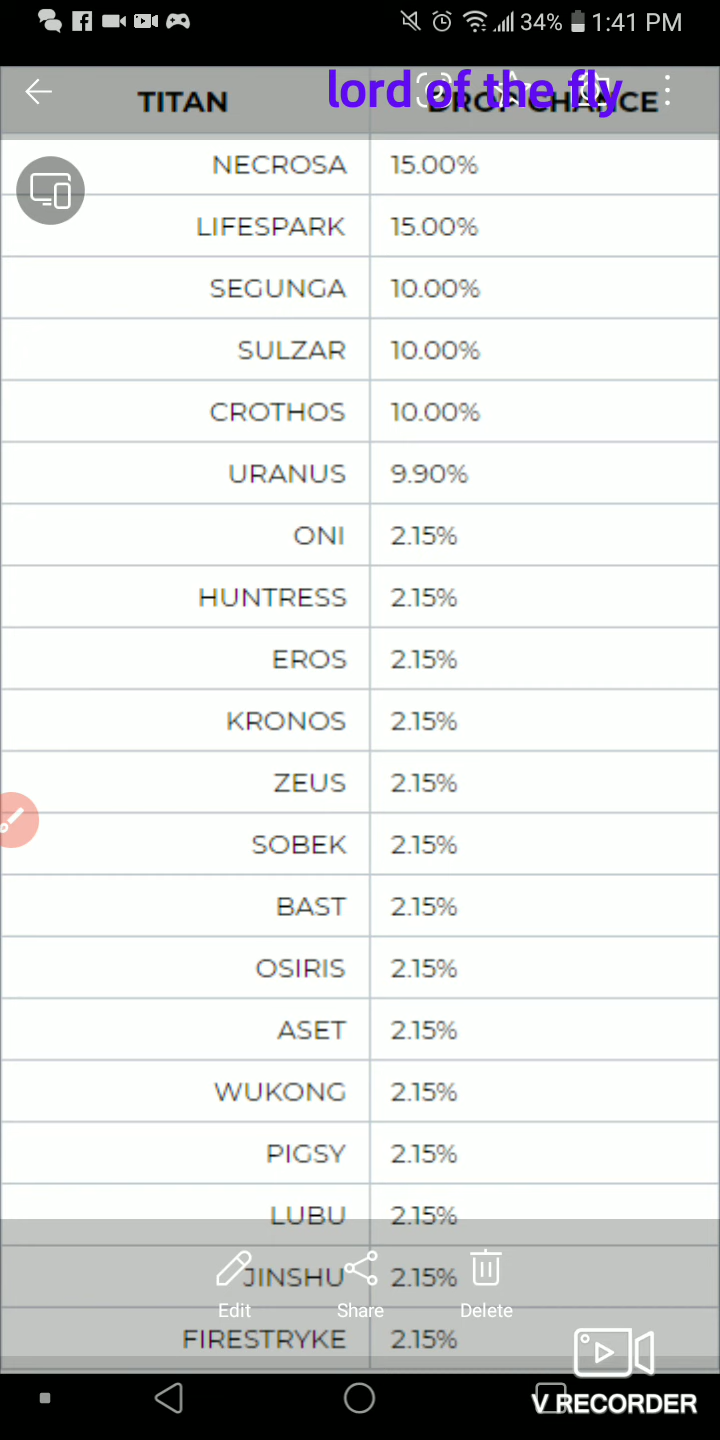 34% 1:41 PM
lord of the fly
TITAN DROP CHANCE
NECROSA 15.00%
LIFESPARK 15.00%
SEGUNGA 10.00%
SULZAR 10.00%
CROTHOS 10.00%
URANUS 9.90%
ONI 2.15%
HUNTRESS 2.15%
EROS 2.15%
KRONOS 2.15%
ZEUS 2.15%
SOBEK 2.15%
BAST 2.15%
OSIRIS 2.15%
ASET 2.15%
WUKONG 2.15%
PIGSY 2.15%
LUBU 2.15%
JINSHU 2.15%
Edit Share Delete
FIRESTRYKE 2.15%
V RECORDER